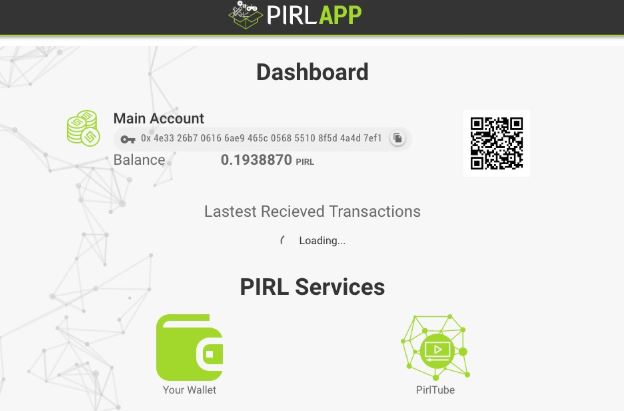 PIRLAPP
Dashboard
Main Account
0x 4e33 26b7 0616 6ae9 465c 0568 5510 8f5d 4a4d 7ef1
Balance 0.1938870 PIRL
Lastest Recieved Transactions
Loading...
PIRL Services
Your Wallet PirlTube